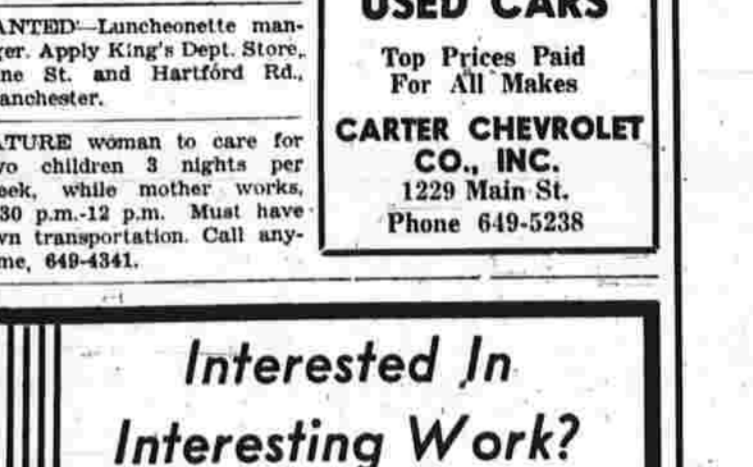 ANTED—Luncheonette man-
ger. Apply King's Dept. Store,
ne St. and Hartford Rd.,
anchester.
ATURE woman to care for
vo children 3 nights per
eek, while mother works,
30 p.m.-12 p.m. Must have
vn transportation. Call any-
me, 649-4341.
USED CARS
Top Prices Paid
For All Makes
CARTER CHEVROLET
CO., INC.
1229 Main St.
Phone 649-5238
Interested In
Interesting Work?